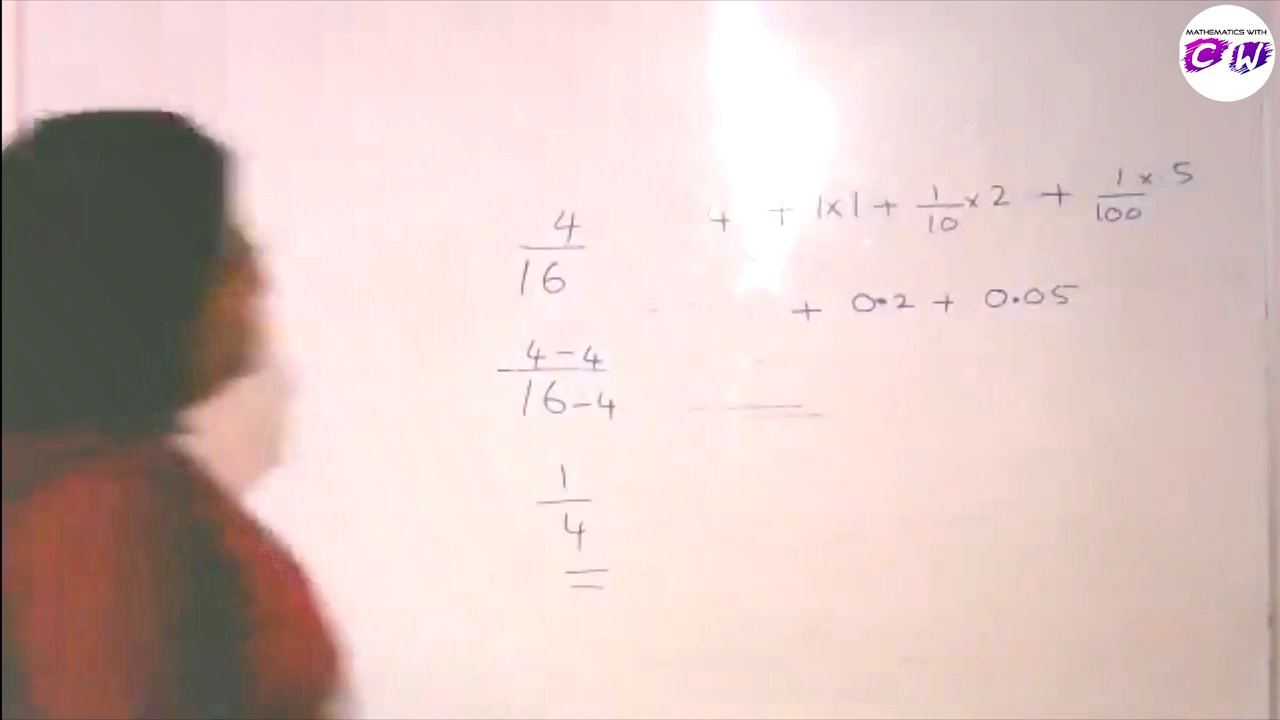 MATHEMATICS WITH
CW
4/16
4 + 1×1 + 1/10 × 2 + 1/100 × 5
+ 0.2 + 0.05
4-4/16-4
1/4